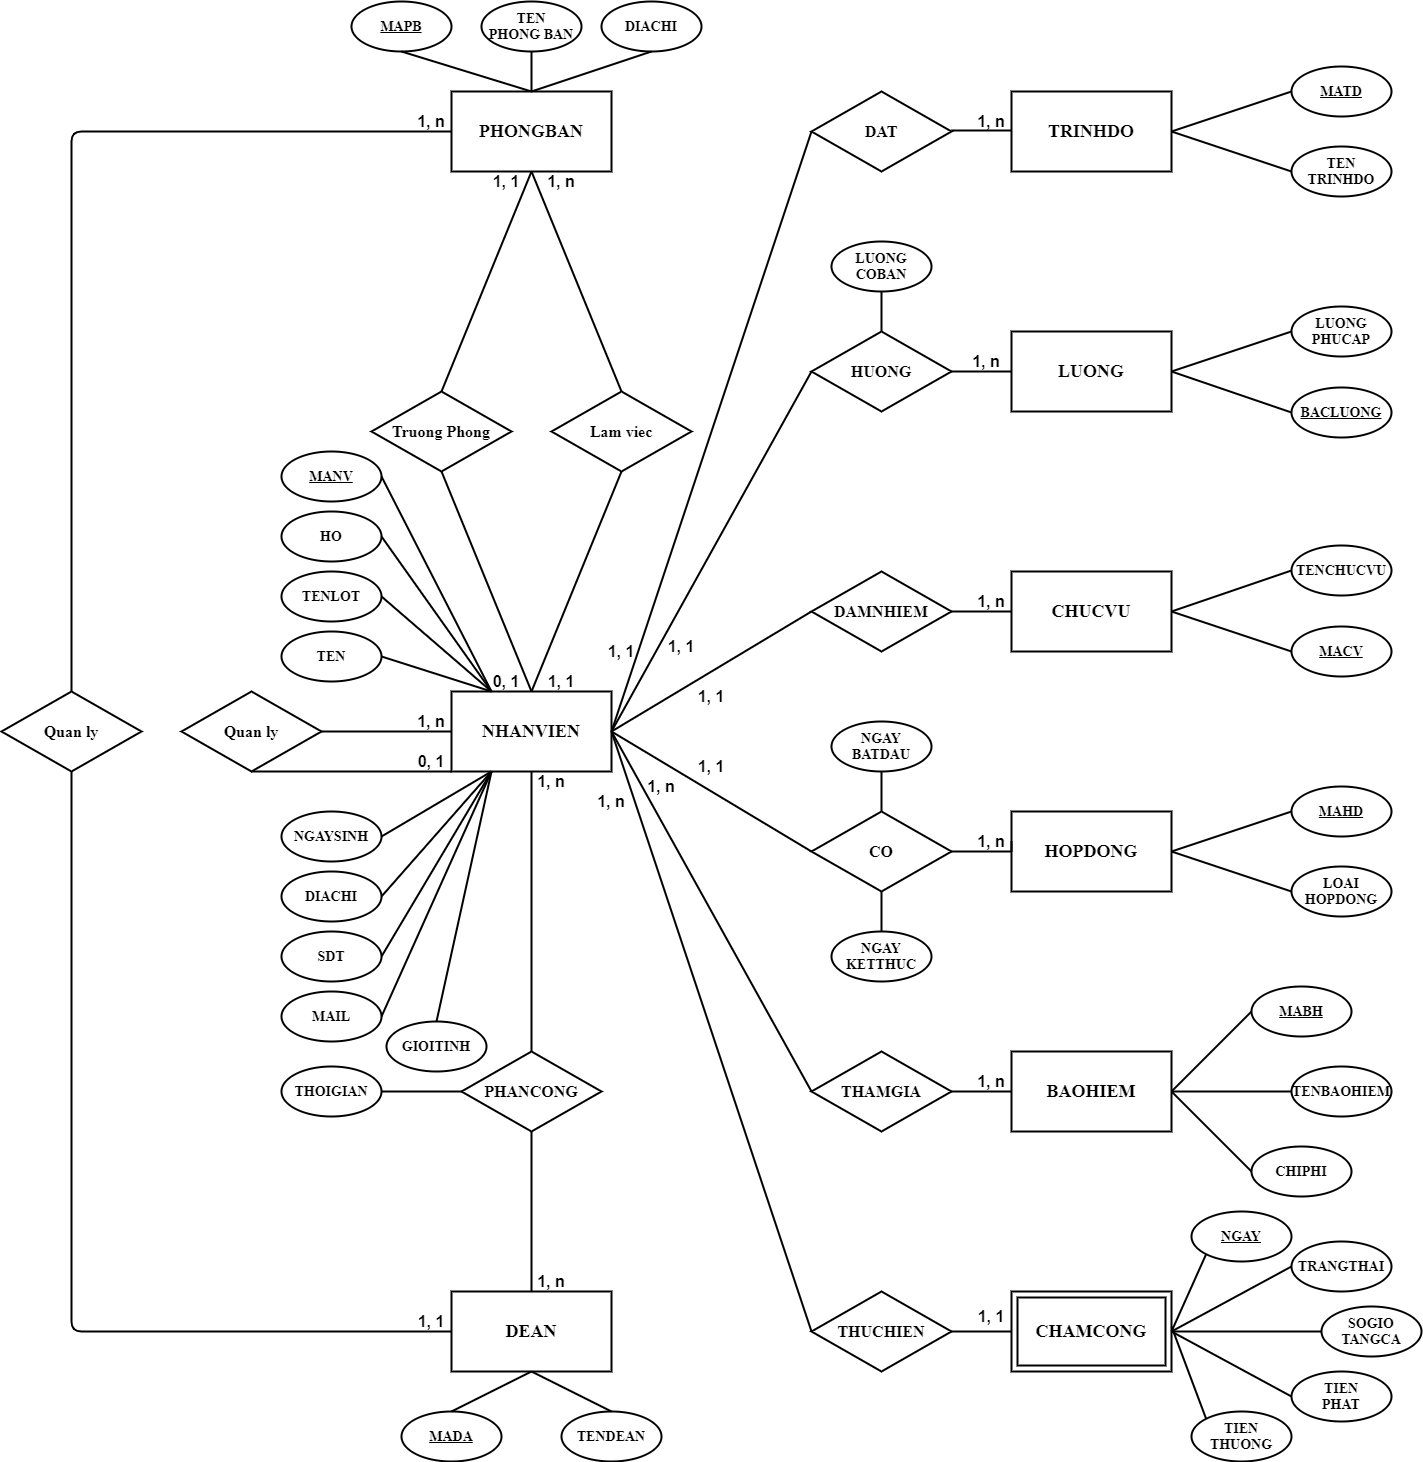 MAPB
TEN
PHONG BAN
DIACHI
1, n
PHONGBAN
1, 1
1, n
DAT
1, n
TRINHDO
MATD
TEN
TRINHDO
LUONG
COBAN
HUONG
1, n
LUONG
LUONG
PHUCAP
BACLUONG
Truong Phong
Lam viec
MANV
HO
TENLOT
TEN
0, 1
1, 1
1, 1
1, 1
1, 1
DAMNHIEM
1, n
CHUCVU
TENCHUCVU
MACV
Quan ly
Quan ly
1, n
0, 1
NHANVIEN
1, n
1, n
1, n
1, 1
NGAY
BATDAU
CO
NGAY
KETTHUC
1, n
HOPDONG
MAHD
LOAI
HOPDONG
NGAYSINH
DIACHI
SDT
MAIL
GIOITINH
THOIGIAN
PHANCONG
THAMGIA
1, n
BAOHIEM
MABH
TENBAOHIEM
CHIPHI
1, n
1, 1
DEAN
MADA
TENDEAN
THUCHIEN
1, 1
CHAMCONG
NGAY
TRANGTHAI
SOGIO
TANGCA
TIEN
PHAT
TIEN
THUONG